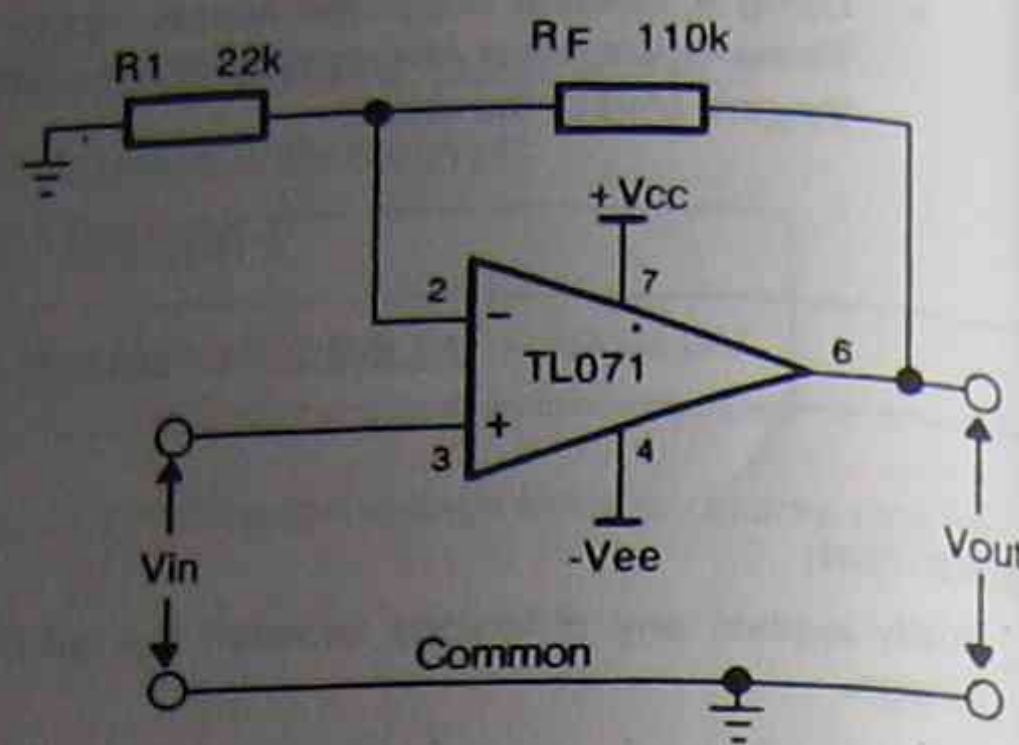 R1 22k
RF 110k
+Vcc
2
7
-
TL071
6
+
3
4
-Vee
Vin
Vout
Common